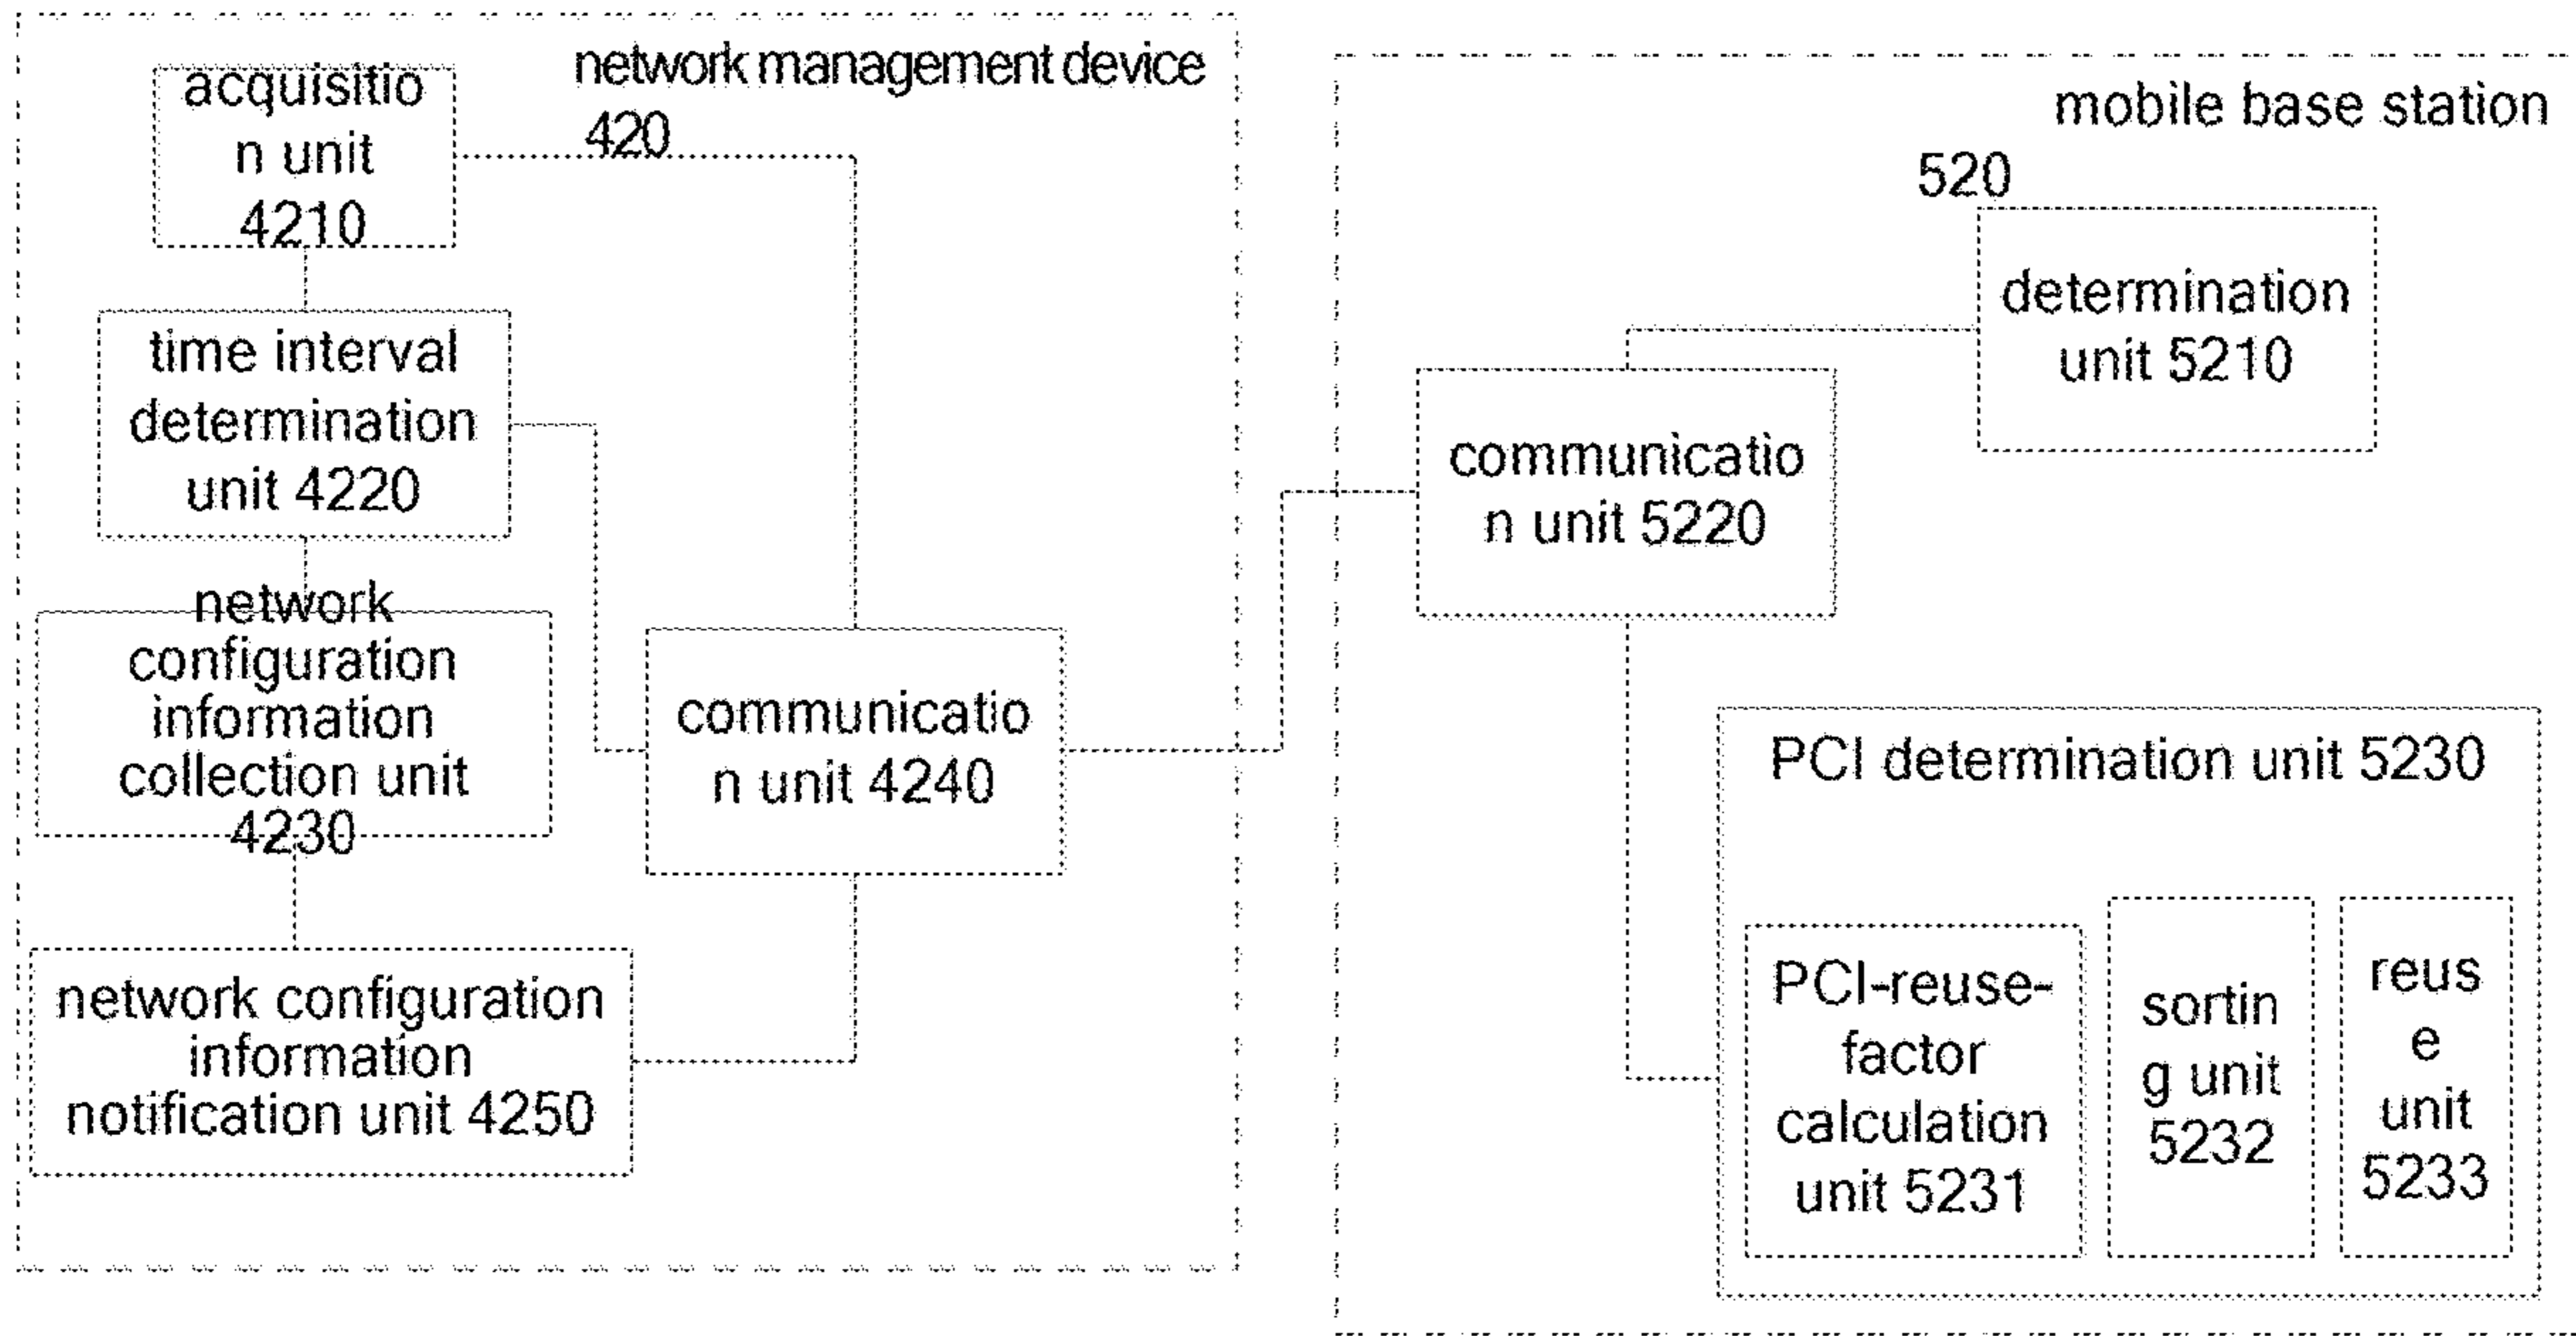 network management device
420
acquisitio
n unit
4210
time interval
determination
unit 4220
network
configuration
information
collection unit
4230
communicatio
n unit 4240
network configuration
information
notification unit 4250
mobile base station
520
determination
unit 5210
communicatio
n unit 5220
PCI determination unit 5230
PCI-reuse-
factor
calculation
unit 5231
sortin
g unit
5232
reus
e
unit
5233